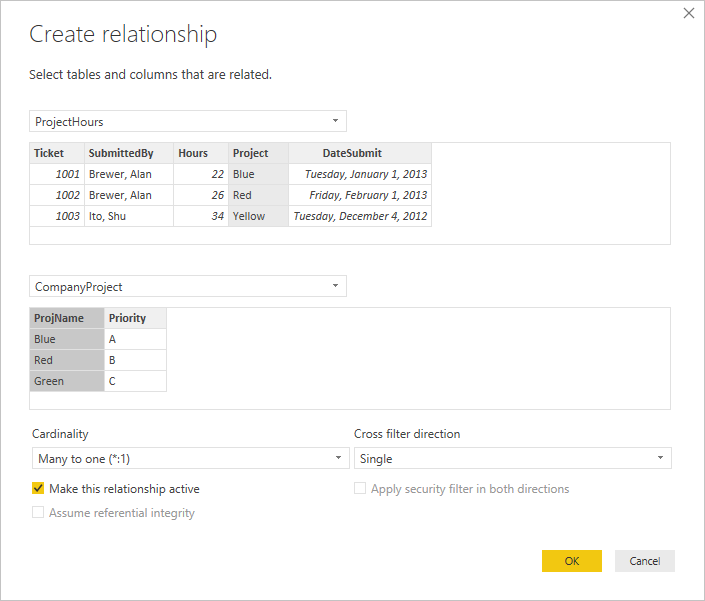 Create relationship
Select tables and columns that are related.
ProjectHours
Ticket SubmittedBy Hours Project DateSubmit
1001 Brewer, Alan 22 Blue Tuesday, January 1, 2013
1002 Brewer, Alan 26 Red Friday, February 1, 2013
1003 Ito, Shu 34 Yellow Tuesday, December 4, 2012
CompanyProject
ProjName Priority
Blue A
Red B
Green C
Cardinality Cross filter direction
Many to one (*:1) Single
Make this relationship active Apply security filter in both directions
Assume referential integrity
OK Cancel